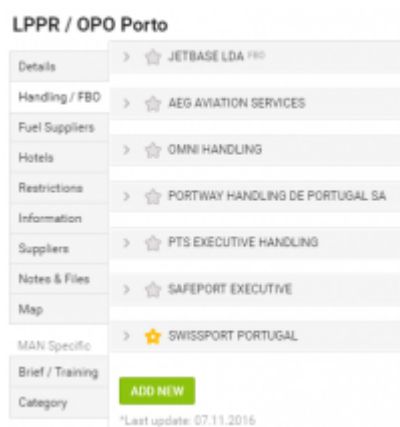 LPPR / OPO Porto
Details
Handling / FBO
Fuel Suppliers
Hotels
Restrictions
Information
Suppliers
Notes & Files
Map
MAN Specific
Brief / Training
Category
JETBASE LDA FBO
AEG AVIATION SERVICES
OMNI HANDLING
PORTWAY HANDLING DE PORTUGAL SA
PTS EXECUTIVE HANDLING
SAFEPORT EXECUTIVE
SWISSPORT PORTUGAL
ADD NEW
*Last update: 07.11.2016